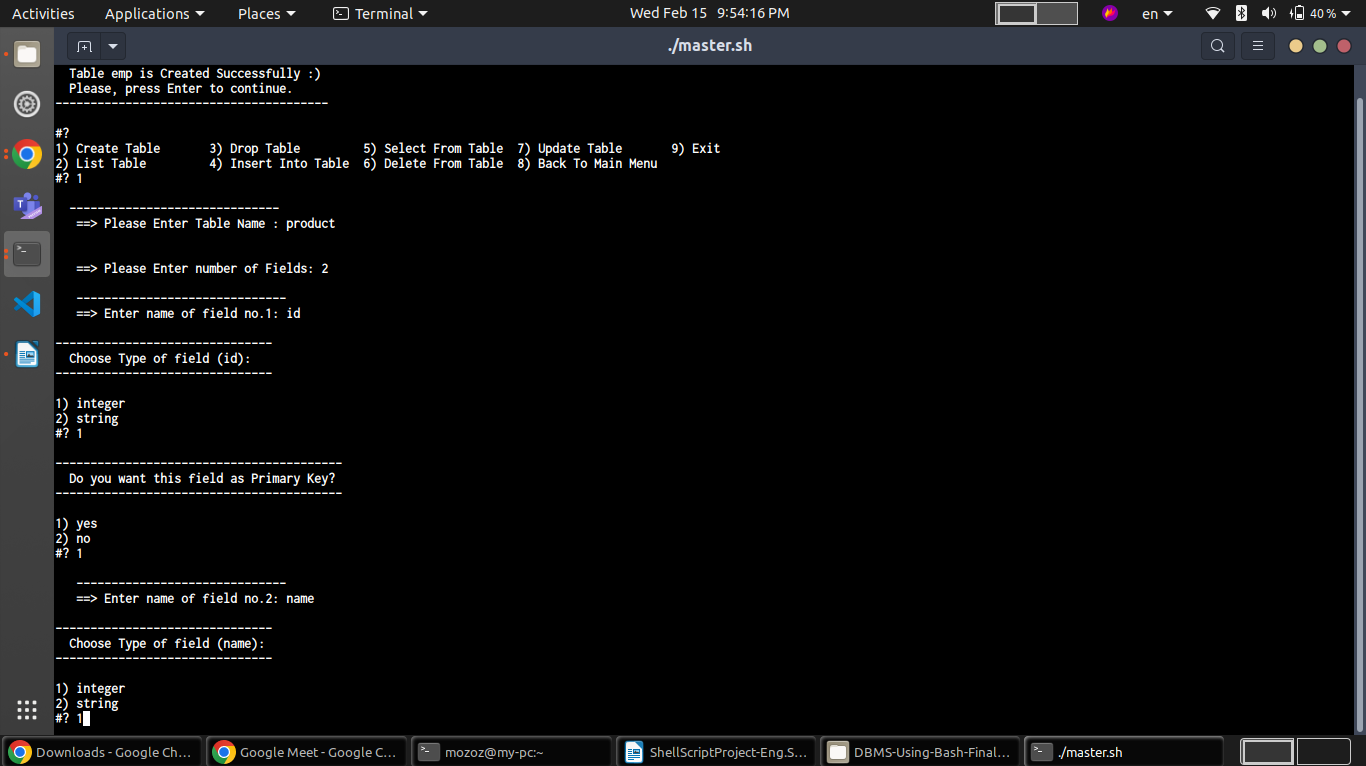 Activities Applications Places Terminal Wed Feb 15 9:54:16 PM en 40 %
./master.sh
Table emp is Created Successfully :)
Please, press Enter to continue.
---------------------------------------
#?
1) Create Table 3) Drop Table 5) Select From Table 7) Update Table 9) Exit
2) List Table 4) Insert Into Table 6) Delete From Table 8) Back To Main Menu
#? 1
------------------------------
==> Please Enter Table Name : product
==> Please Enter number of Fields: 2
------------------------------
==> Enter name of field no.1: id
-------------------------------
Choose Type of field (id):
-------------------------------
1) integer
2) string
#? 1
-----------------------------------------
Do you want this field as Primary Key?
-----------------------------------------
1) yes
2) no
#? 1
------------------------------
==> Enter name of field no.2: name
-------------------------------
Choose Type of field (name):
-------------------------------
1) integer
2) string
#? 1
Downloads - Google Ch... Google Meet - Google C... mozoz@my-pc:~ ShellScriptProject-Eng.S... DBMS-Using-Bash-Final... ./master.sh